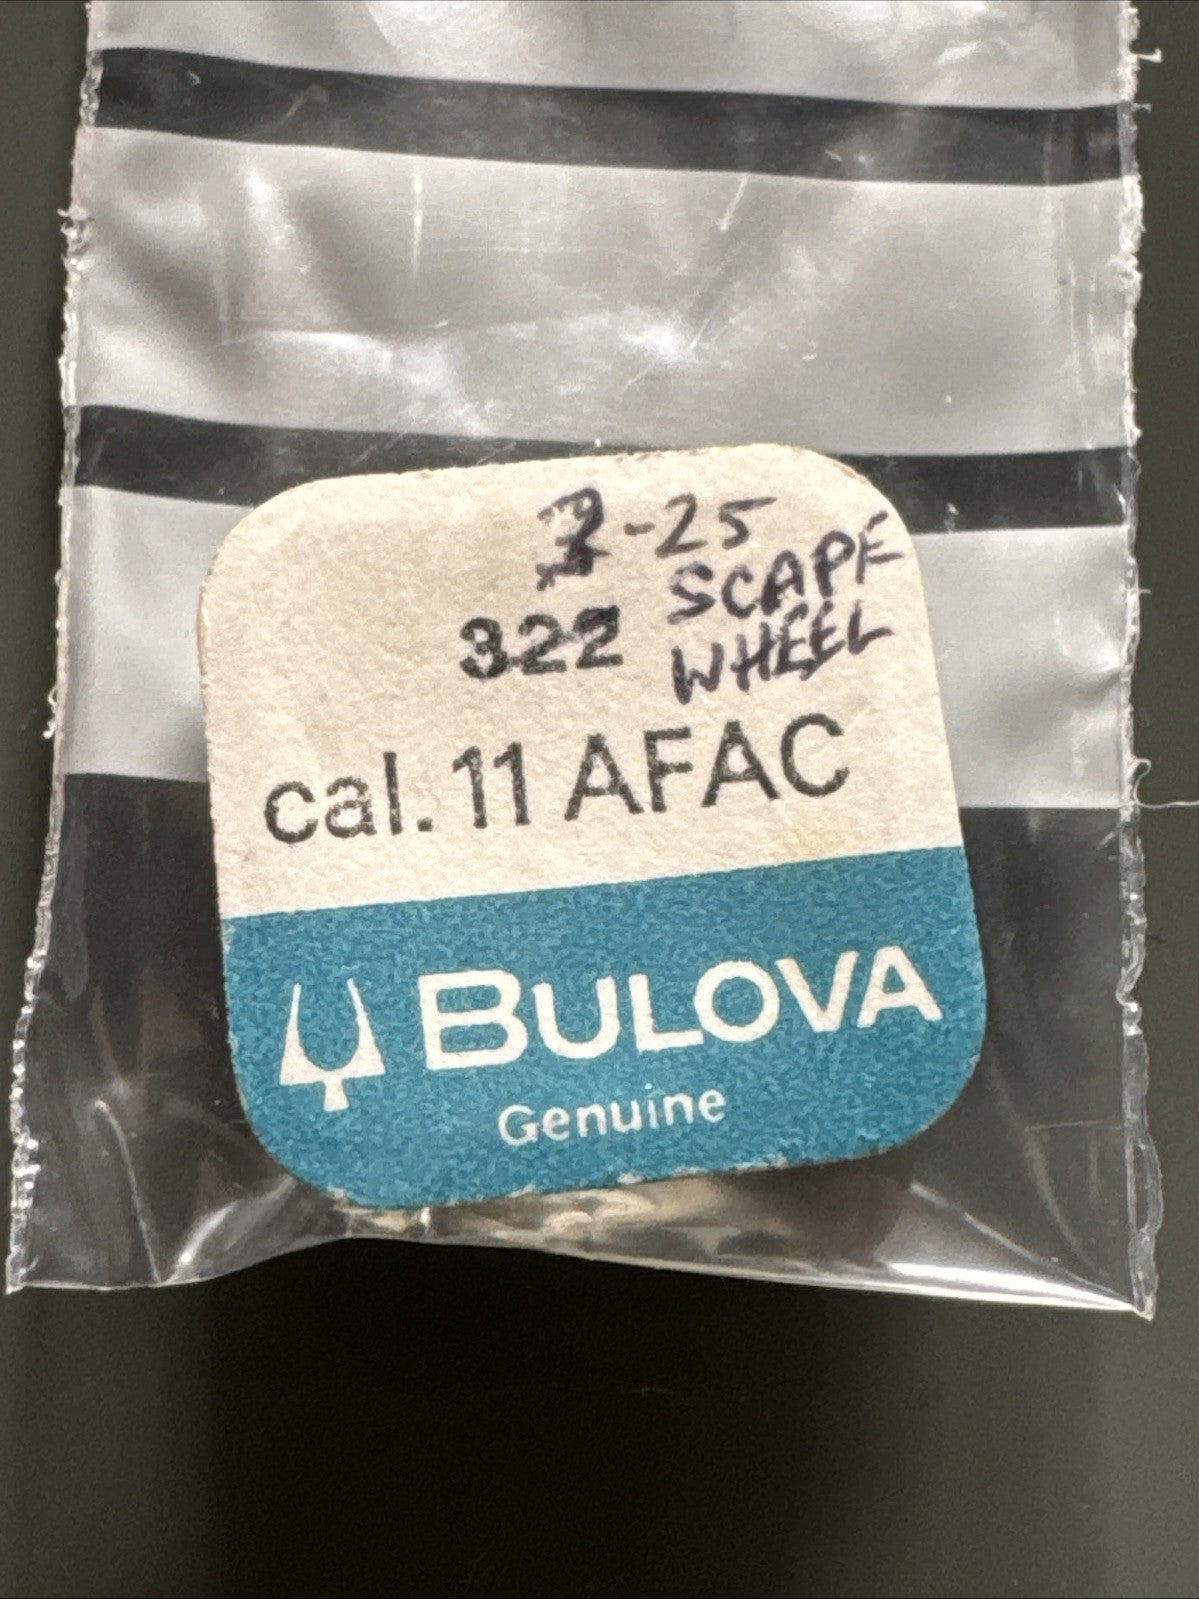 -25
322 SCAPE
WHEEL
cal. 11 AFAC
BULOVA
Genuine